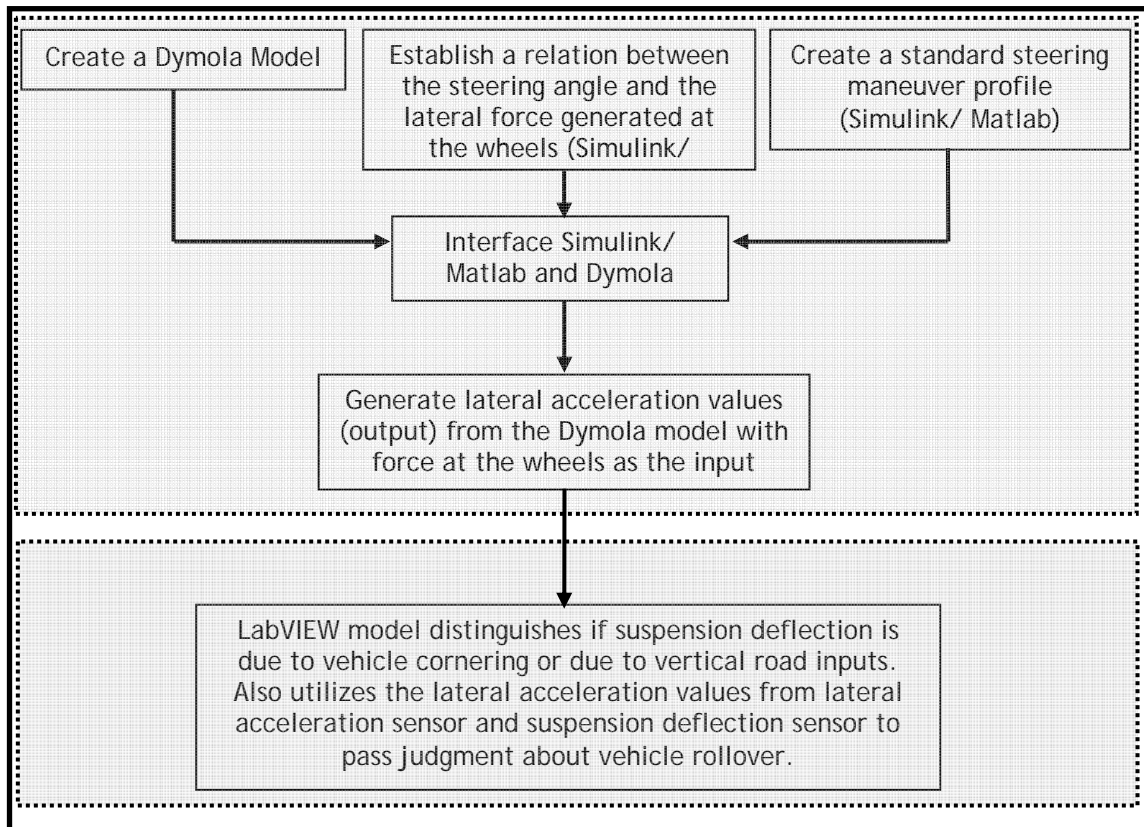 Create a Dymola Model
Establish a relation between
the steering angle and the
lateral force generated at
the wheels (Simulink/
Create a standard steering
maneuver profile
(Simulink/ Matlab)
Interface Simulink/
Matlab and Dymola
Generate lateral acceleration values
(output) from the Dymola model with
force at the wheels as the input
LabVIEW model distinguishes if suspension deflection is
due to vehicle cornering or due to vertical road inputs.
Also utilizes the lateral acceleration values from lateral
acceleration sensor and suspension deflection sensor to
pass judgment about vehicle rollover.